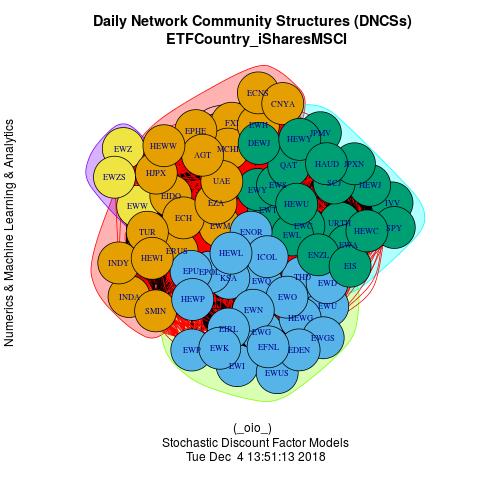 Daily Network Community Structures (DNCSs)
ETFCountry_iSharesMSCI
Numerics & Machine Learning & Analytics
ECNS
CNYA
EPHE
EWH
JPMV
EWZ
HEWW
AGT
MCHI
DEWJ
HEWY
HAUD
JPXN
EWZS
HJPX
UAE
QAT
SCJ
HEWJ
EIDO
EWY
EWS
EWW
EZA
HEWU
IVV
ECH
EWM
EWT
URTH
SPY
TUR
ENOR
EWL
HEWC
ERUS
EWA
INDY
HEWI
HEWL
ICOL
ENZL
EIS
EPU
EPOL
KSA
EWQ
THD
EWD
INDA
HEWP
EWO
EWU
SMIN
EWN
HEWG
EIRL
EWG
EWGS
EWP
EWK
EFNL
EDEN
EWI
EWUS
(_oio_)
Stochastic Discount Factor Models
Tue Dec  4 13:51:13 2018